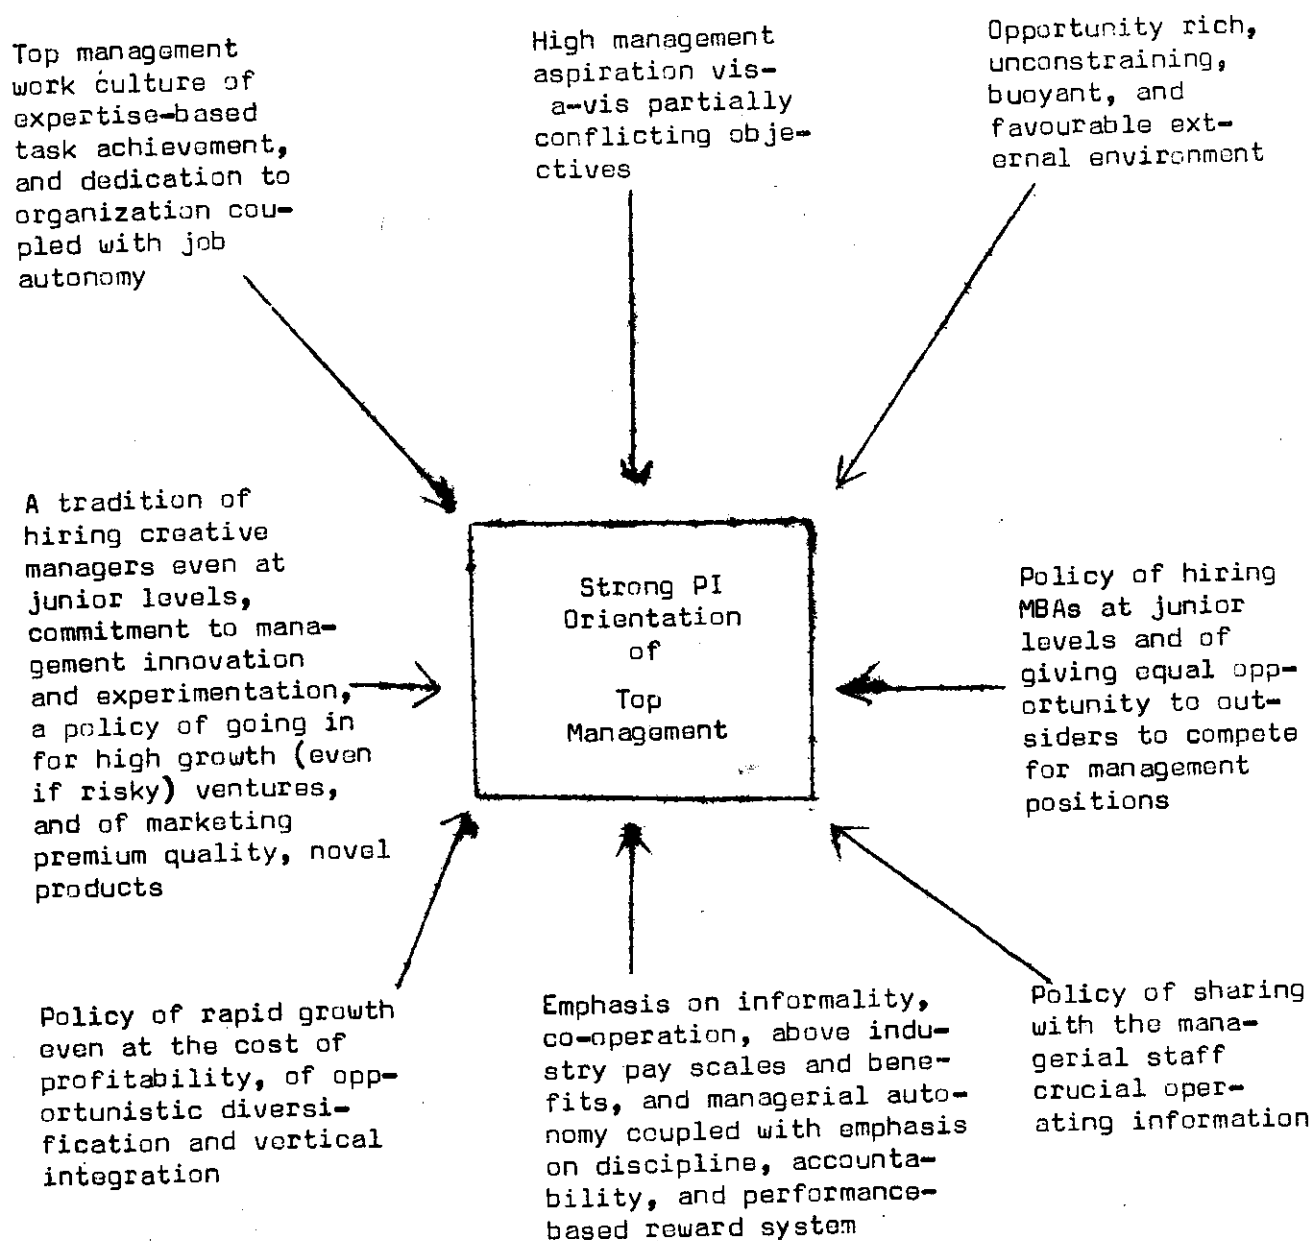 Top management
work culture of
expertise-based
task achievement,
and dedication to
organization cou-
pled with job
autonomy
High management
aspiration vis-
a-vis partially
conflicting obje-
ctives
Opportunity rich,
unconstraining,
buoyant, and
favourable ext-
ernal environment
A tradition of
hiring creative
managers even at
junior levels,
commitment to mana-
gement innovation
and experimentation,
a policy of going in
for high growth (even
if risky) ventures,
and of marketing
premium quality, novel
products
Strong PI
Orientation
of
Top
Management
Policy of hiring
MBAs at junior
levels and of
giving equal opp-
ortunity to out-
siders to compete
for management
positions
Policy of rapid growth
even at the cost of
profitability, of opp-
ortunistic diversi-
fication and vertical
integration
Emphasis on informality,
co-operation, above indu-
stry pay scales and bene-
fits, and managerial auto-
nomy coupled with emphasis
on discipline, accounta-
bility, and performance-
based reward system
Policy of sharing
with the mana-
gerial staff
crucial oper-
ating information